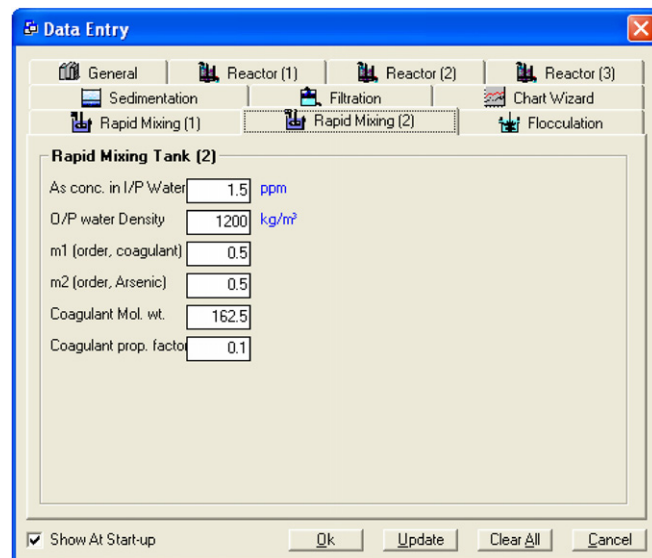 Data Entry
General Reactor (1) Reactor (2) Reactor (3)
Sedimentation Filtration Chart Wizard
Rapid Mixing (1) Rapid Mixing (2) Flocculation
Rapid Mixing Tank (2)
As conc. in I/P Water 1.5 ppm
O/P water Density 1200 kg/m³
m1 (order, coagulant) 0.5
m2 (order, Arsenic) 0.5
Coagulant Mol. wt. 162.5
Coagulant prop. factor 0.1
Show At Start-up Ok Update Clear All Cancel